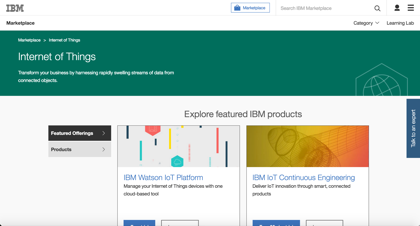 IBM
Marketplace
Search IBM Marketplace
Marketplace
Category
Learning Lab
Marketplace > Internet of Things
Internet of Things
Transform your business by harnessing rapidly swelling streams of data from
connected objects.
Talk to an expert
Explore featured IBM products
Featured Offerings
Products
IBM Watson IoT Platform
Manage your Internet of Things devices with one
cloud-based tool
IBM IoT Continuous Engineering
Deliver IoT innovation through smart, connected
products